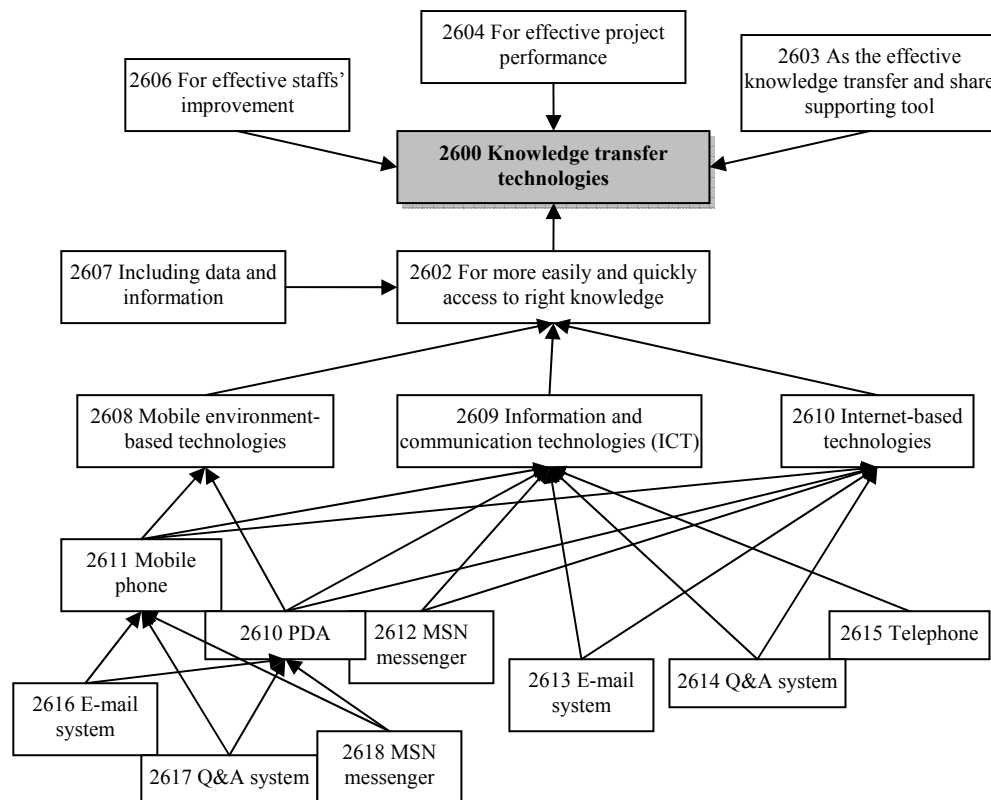 2604 For effective project
performance
2606 For effective staffs’
improvement
2603 As the effective
knowledge transfer and share
supporting tool
2600 Knowledge transfer
technologies
2607 Including data and
information
2602 For more easily and quickly
access to right knowledge
2608 Mobile environment-
based technologies
2609 Information and
communication technologies (ICT)
2610 Internet-based
technologies
2611 Mobile
phone
2610 PDA
2612 MSN
messenger
2615 Telephone
2613 E-mail
system
2614 Q&A system
2616 E-mail
system
2617 Q&A system
2618 MSN
messenger